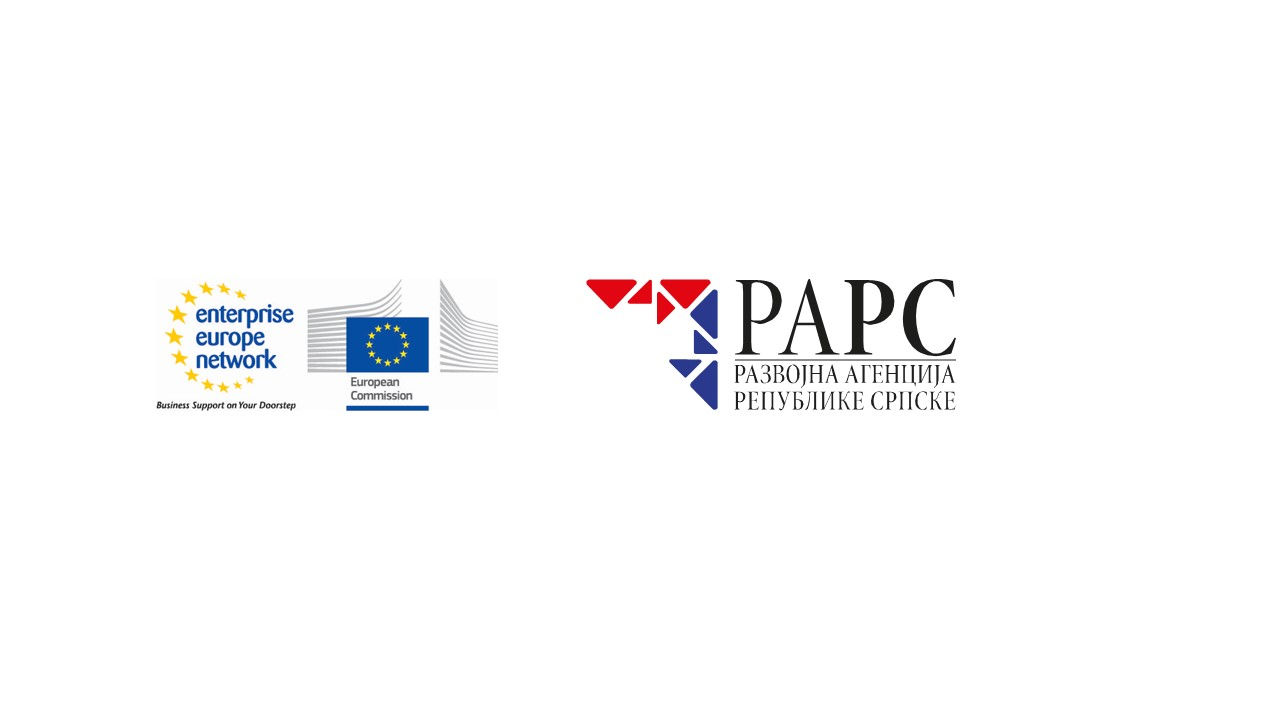 enterprise
europe
network
Business Support on Your Doorstep
European
Commission
РАРС
РАЗВОЈНА АГЕНЦИЈА
РЕПУБЛИКЕ СРПСКЕ